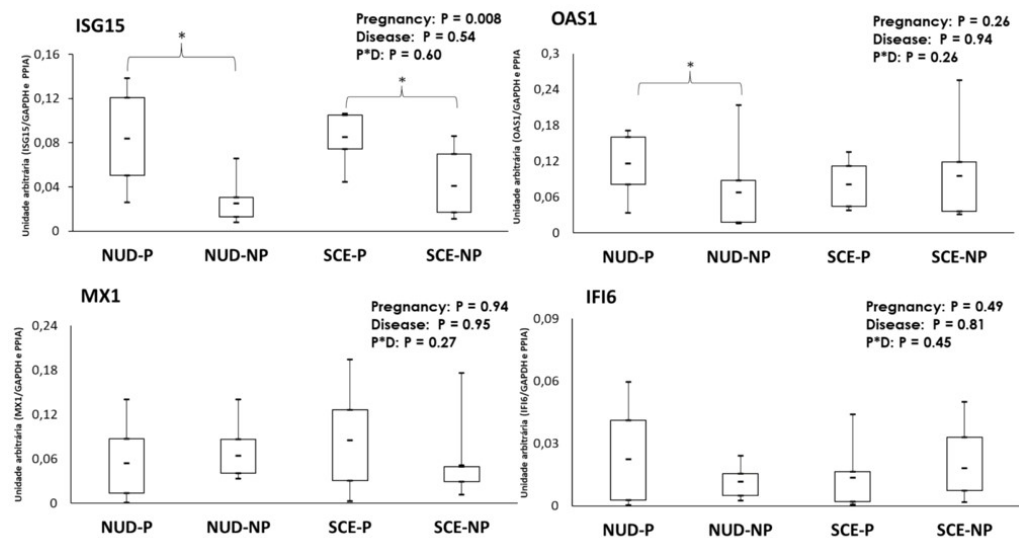 ISG15
Pregnancy: P = 0.008
Disease: P = 0.54
P*D: P = 0.60
Unidade arbitrária (ISG15/GAPDH e PPIA)
0,16
0,12
0,08
0,04
0
*
*
NUD-P NUD-NP SCE-P SCE-NP
OAS1
Pregnancy: P = 0.26
Disease: P = 0.94
P*D: P = 0.26
Unidade arbitrária (OAS1/GAPDH e PPIA)
0,3
0,24
0,18
0,12
0,06
0
*
NUD-P NUD-NP SCE-P SCE-NP
MX1
Pregnancy: P = 0.94
Disease: P = 0.95
P*D: P = 0.27
Unidade arbitrária (MX1/GAPDH e PPIA)
0,24
0,18
0,12
0,06
0
NUD-P NUD-NP SCE-P SCE-NP
IFI6
Pregnancy: P = 0.49
Disease: P = 0.81
P*D: P = 0.45
Unidade arbitrária (IFI6/GAPDH e PPIA)
0,09
0,06
0,03
0
NUD-P NUD-NP SCE-P SCE-NP